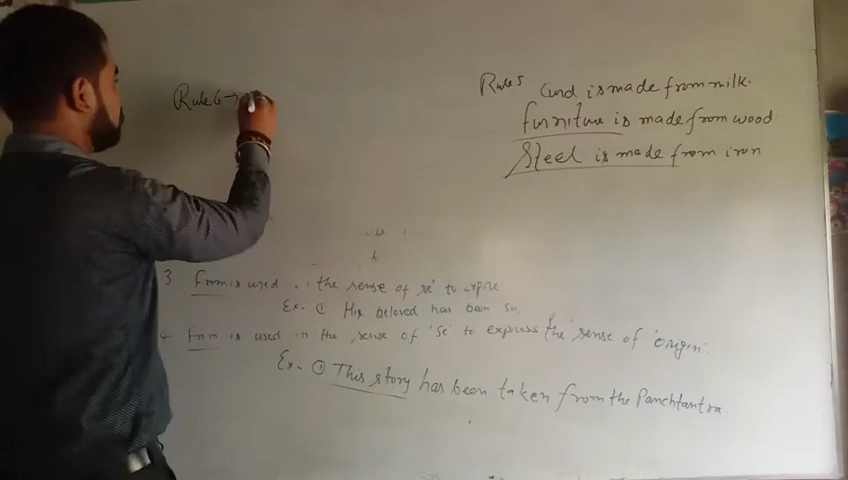 Rule 6 →
Rule 5 Curd is made from milk.
Furniture is made from wood
Steel is made from iron
3 From is used the sense of 'se' to
Ex- ① His beloved has been
4 From is used in the sense of 'Se' to express the sense of 'origin'.
Ex- ① This story has been taken from the Panchtantra.